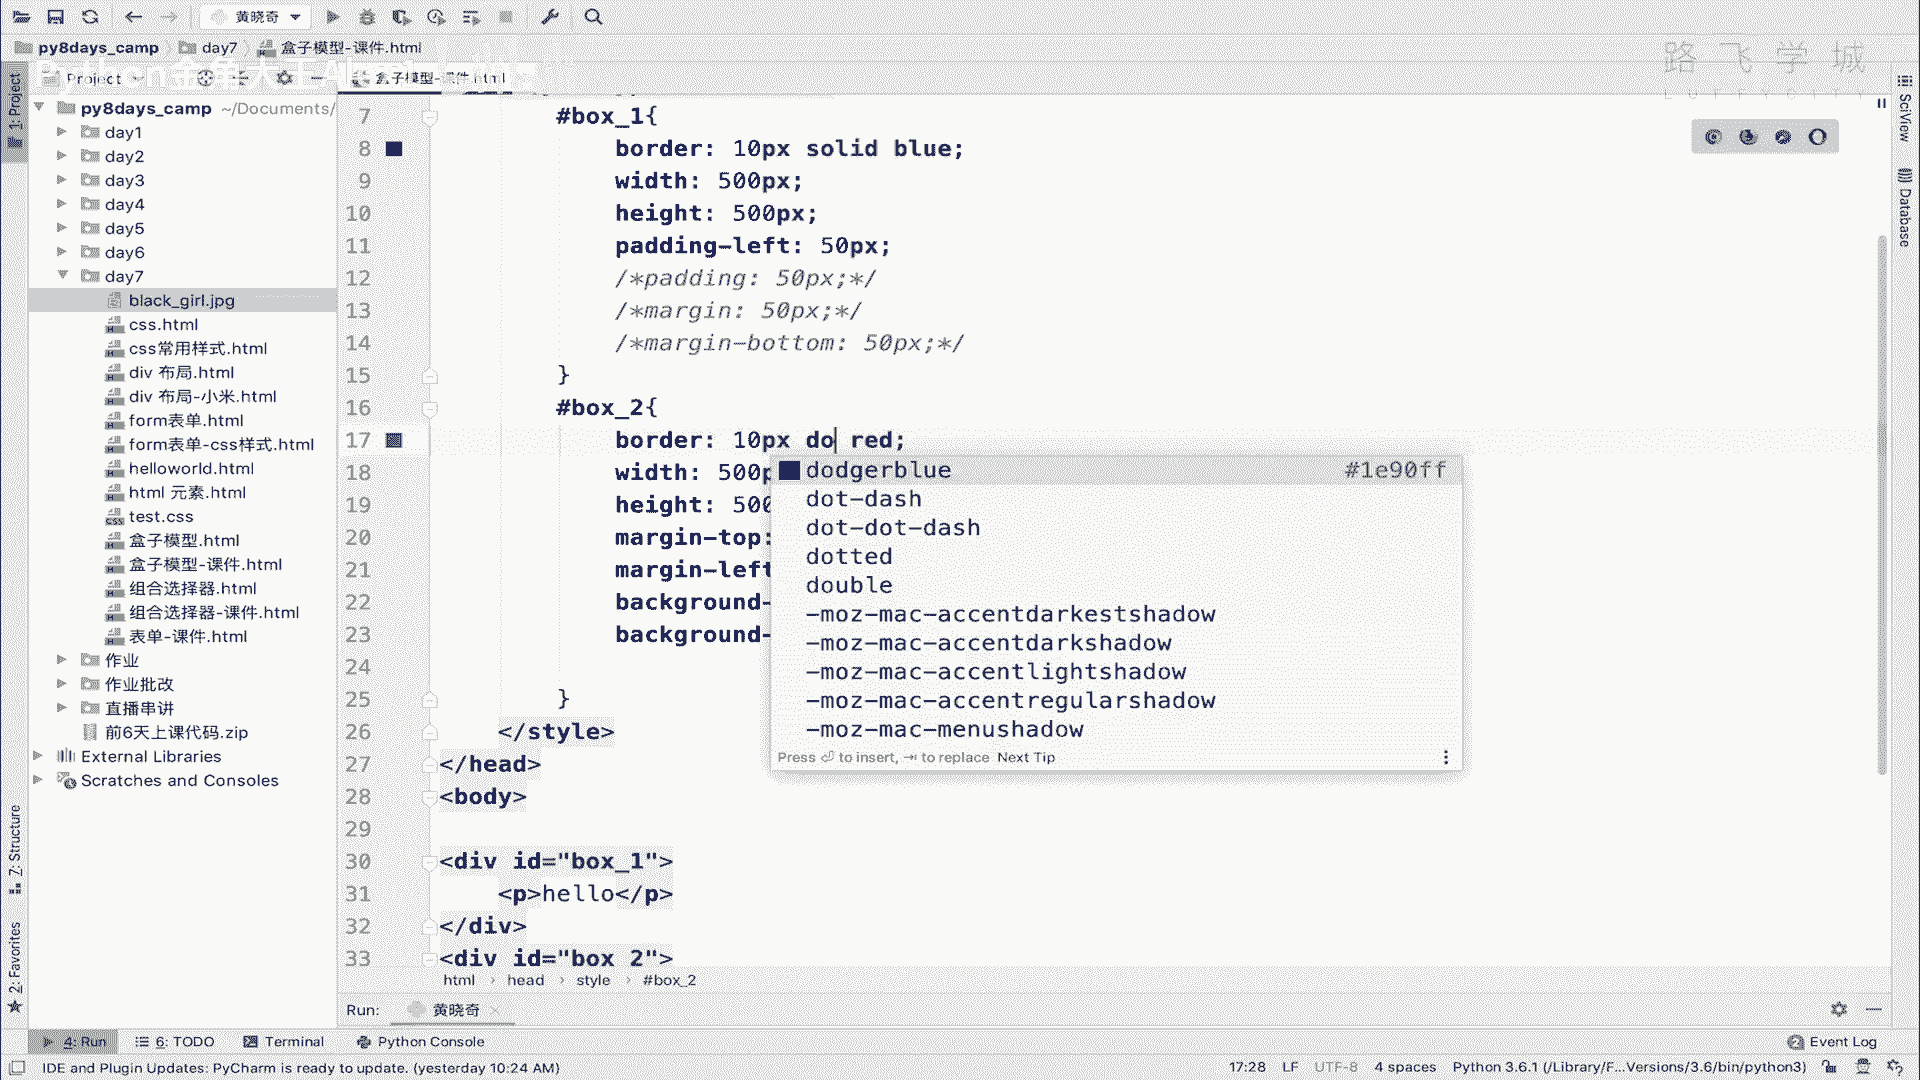 黄晓奇
py8days_camp day7 盒子模型-课件.html
路飞学城
Project
盒子模型-课件.html
1: Project
py8days_camp ~/Documents/
day1
day2
day3
day4
day5
day6
day7
black_girl.jpg
css.html
css常用样式.html
div 布局.html
div 布局-小米.html
form表单.html
form表单-css样式.html
helloworld.html
html 元素.html
test.css
盒子模型.html
盒子模型-课件.html
组合选择器.html
组合选择器-课件.html
表单-课件.html
作业
作业批改
直播串讲
前6天上课代码.zip
External Libraries
Scratches and Consoles
7: Structure
2: Favorites
7 #box_1{
8 border: 10px solid blue;
9 width: 500px;
10 height: 500px;
11 padding-left: 50px;
12 /*padding: 50px;*/
13 /*margin: 50px;*/
14 /*margin-bottom: 50px;*/
15 }
16 #box_2{
17 border: 10px do red;
18 width: 500p
19 height: 500
20 margin-top:
21 margin-left
22 background-
23 background-
24
25 }
26 </style>
27 </head>
28 <body>
29
30 <div id="box_1">
31 <p>hello</p>
32 </div>
33 <div id="box_2">
dodgerblue #1e90ff
dot-dash
dot-dot-dash
dotted
double
-moz-mac-accentdarkestshadow
-moz-mac-accentdarkshadow
-moz-mac-accentlightshadow
-moz-mac-accentregularshadow
-moz-mac-menushadow
Press ⏎ to insert, ⇥ to replace Next Tip
html › head › style › #box_2
SciView
Database
Run: 黄晓奇
4: Run 6: TODO Terminal Python Console Event Log
IDE and Plugin Updates: PyCharm is ready to update. (yesterday 10:24 AM) 17:28 LF UTF-8 4 spaces Python 3.6.1 (/Library/F...Versions/3.6/bin/python3)